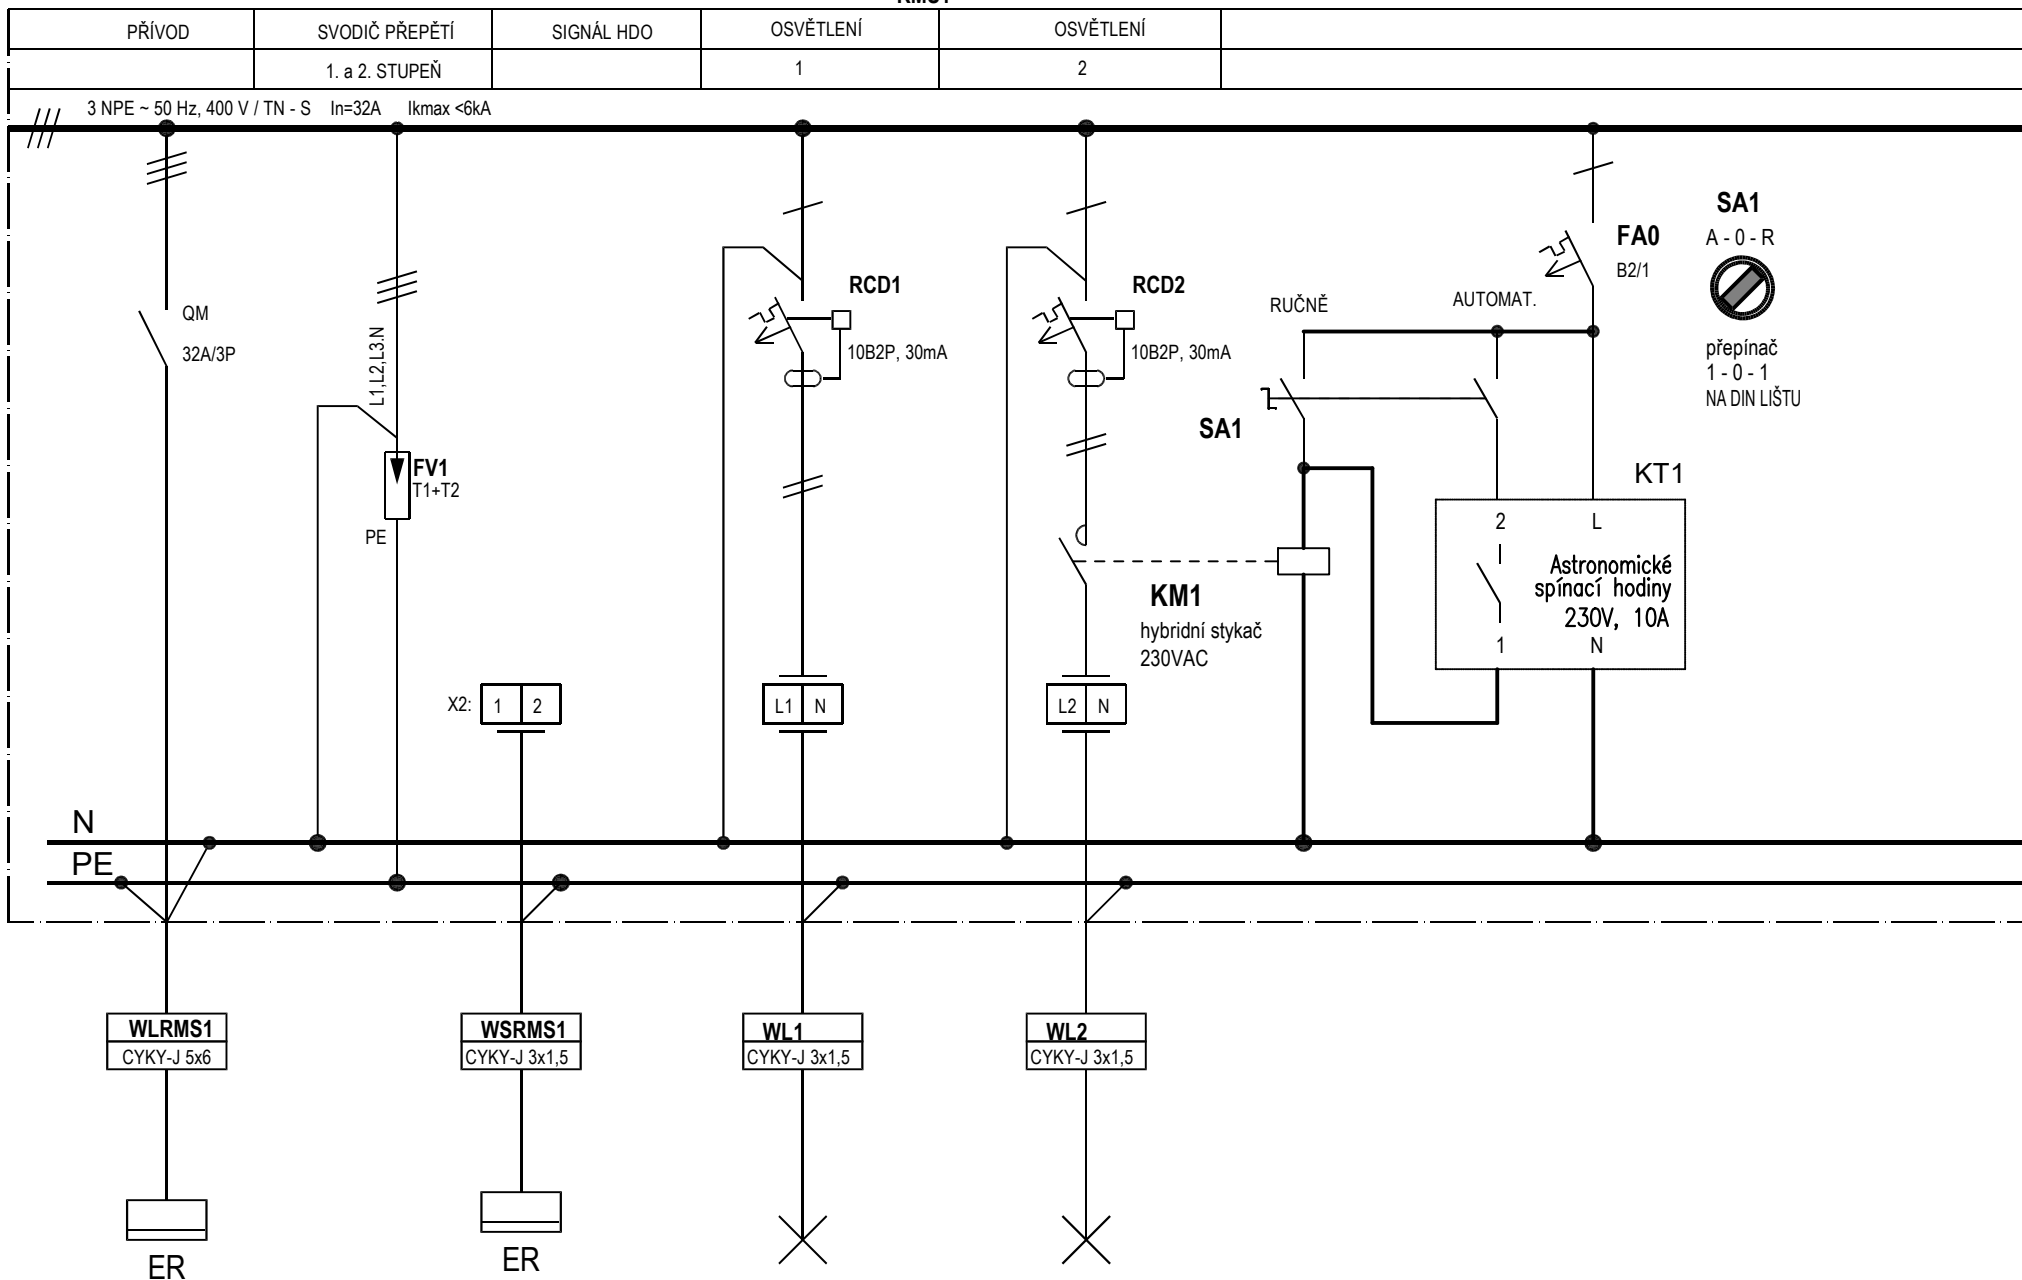 RMS1
PŘÍVOD
SVODIČ PŘEPĚTÍ
SIGNÁL HDO
OSVĚTLENÍ
OSVĚTLENÍ
1. a 2. STUPEŇ
1
2
3 NPE ~ 50 Hz, 400 V / TN - S In=32A Ikmax <6kA
QM
32A/3P
L1,L2,L3.N
FV1
T1+T2
PE
RCD1
10B2P, 30mA
RCD2
10B2P, 30mA
RUČNĚ
AUTOMAT.
FA0
B2/1
SA1
A - 0 - R
přepínač
1 - 0 - 1
NA DIN LIŠTU
SA1
KT1
2 L
Astronomické
spínací hodiny
230V, 10A
1 N
KM1
hybridní stykač
230VAC
X2: 1 2
L1 N
L2 N
N
PE
WLRMS1
CYKY-J 5x6
WSRMS1
CYKY-J 3x1,5
WL1
CYKY-J 3x1,5
WL2
CYKY-J 3x1,5
ER
ER